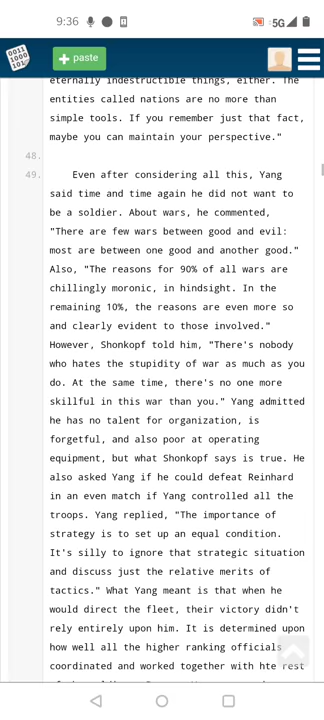 9:36
5G
0011
1000
101
+ paste
eternally indestructible things, either. The
entities called nations are no more than
simple tools. If you remember just that fact,
maybe you can maintain your perspective."
48.
49. Even after considering all this, Yang
said time and time again he did not want to
be a soldier. About wars, he commented,
"There are few wars between good and evil:
most are between one good and another good."
Also, "The reasons for 90% of all wars are
chillingly moronic, in hindsight. In the
remaining 10%, the reasons are even more so
and clearly evident to those involved."
However, Shonkopf told him, "There's nobody
who hates the stupidity of war as much as you
do. At the same time, there's no one more
skillful in this war than you." Yang admitted
he has no talent for organization, is
forgetful, and also poor at operating
equipment, but what Shonkopf says is true. He
also asked Yang if he could defeat Reinhard
in an even match if Yang controlled all the
troops. Yang replied, "The importance of
strategy is to set up an equal condition.
It's silly to ignore that strategic situation
and discuss just the relative merits of
tactics." What Yang meant is that when he
would direct the fleet, their victory didn't
rely entirely upon him. It is determined upon
how well all the higher ranking officials
coordinated and worked together with hte rest